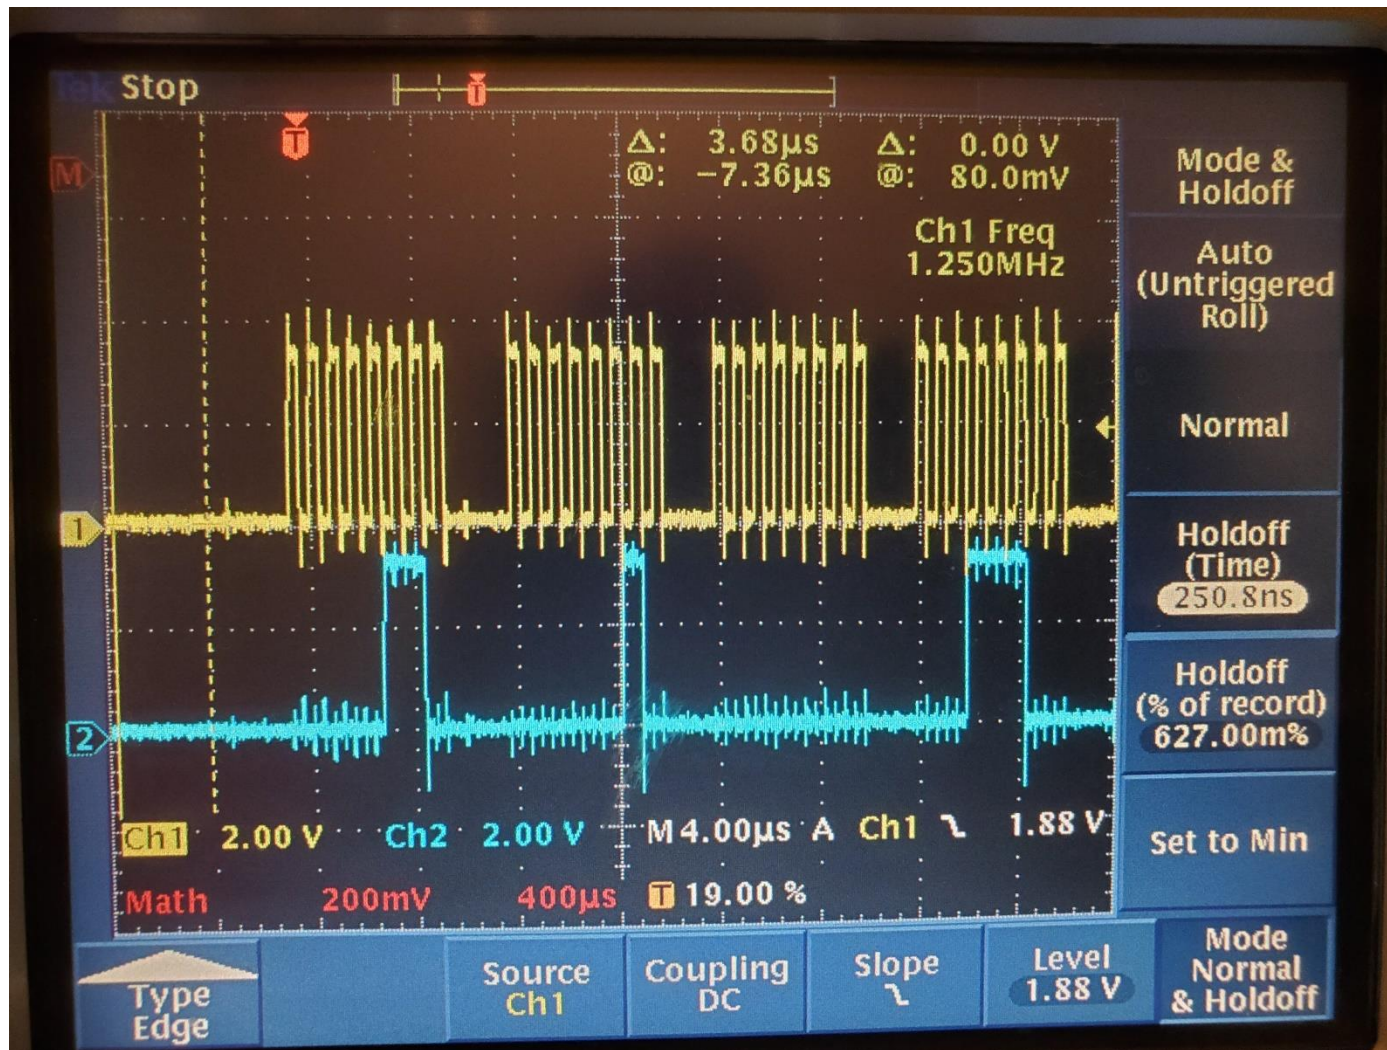 Tek Stop
T
T
M
Δ: 3.68µs Δ: 0.00 V
@: −7.36µs @: 80.0mV
Ch1 Freq
1.250MHz
1
2
Ch1 2.00 V Ch2 2.00 V M 4.00µs A Ch1 1.88 V
Math 200mV 400µs T 19.00 %
Mode &
Holdoff
Auto
(Untriggered
Roll)
Normal
Holdoff
(Time)
250.8ns
Holdoff
(% of record)
627.00m%
Set to Min
Type
Edge
Source
Ch1
Coupling
DC
Slope
Level
1.88 V
Mode
Normal
& Holdoff